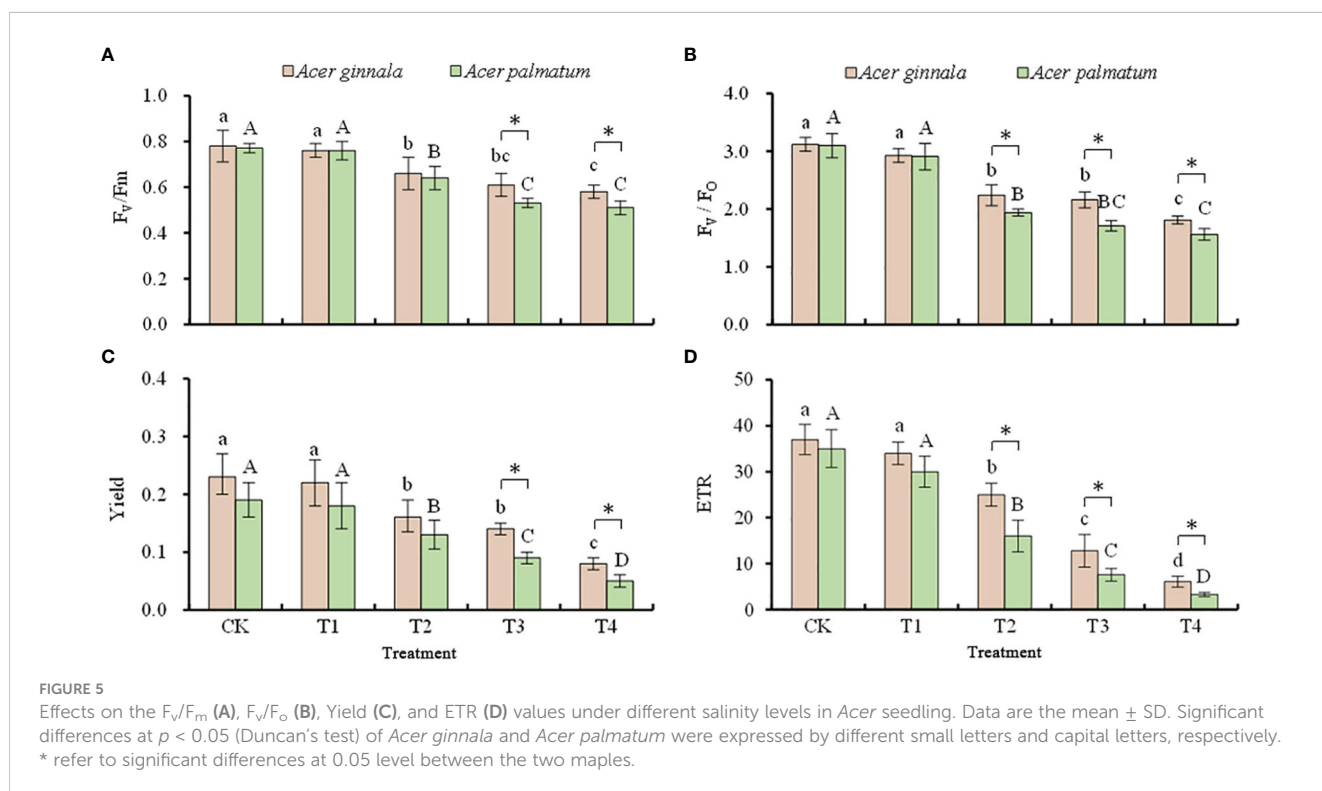 A
Acer ginnala Acer palmatum
1.0
0.8
0.6
0.4
0.2
0.0
Fv/Fm
a A a A b B bc C * c C *
B
Acer ginnala Acer palmatum
4.0
3.0
2.0
1.0
0.0
FV / FO
a A a A b B * b BC * c C *
C
0.4
0.3
0.2
0.1
0.0
Yield
a A a A b B b C * c D *
CK T1 T2 T3 T4
Treatment
D
50
40
30
20
10
0
ETR
a A a A b B * c C * d D *
CK T1 T2 T3 T4
Treatment
FIGURE 5
Effects on the Fv/Fm (A), Fv/Fo (B), Yield (C), and ETR (D) values under different salinity levels in Acer seedling. Data are the mean ± SD. Significant
differences at p < 0.05 (Duncan’s test) of Acer ginnala and Acer palmatum were expressed by different small letters and capital letters, respectively.
* refer to significant differences at 0.05 level between the two maples.